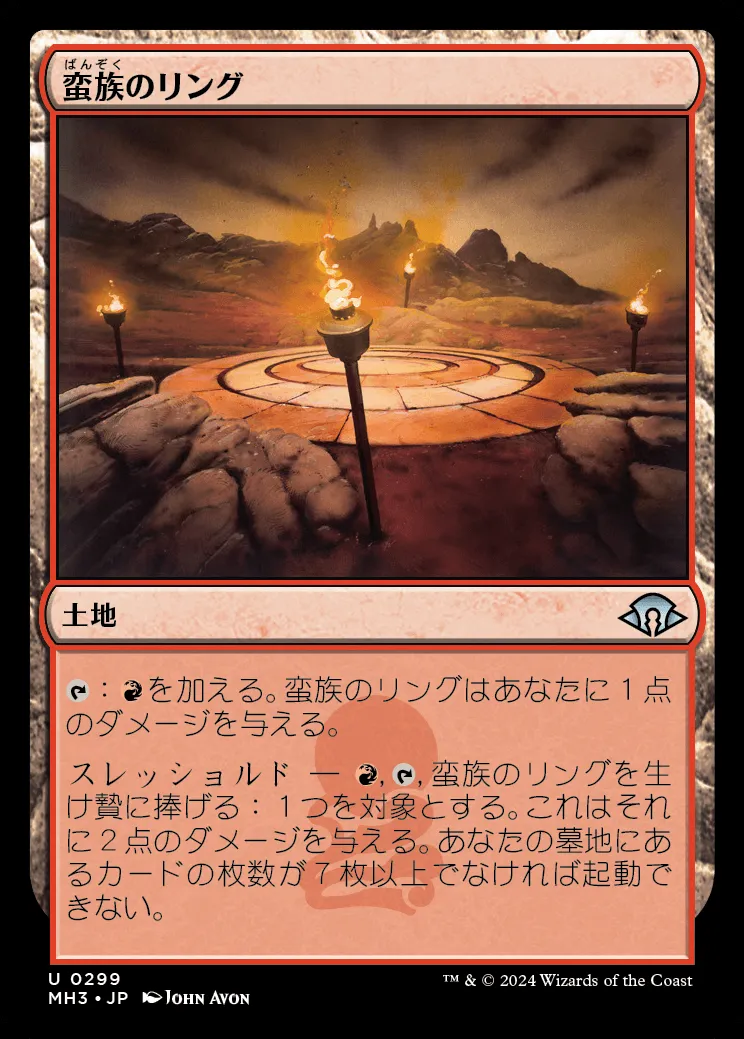 ばんぞく
蛮族のリング
土地
：を加える。蛮族のリングはあなたに１点
のダメージを与える。
スレッショルド ― , , 蛮族のリングを生
け贄に捧げる：１つを対象とする。これはそれ
に２点のダメージを与える。あなたの墓地にあ
るカードの枚数が７枚以上でなければ起動で
きない。
U 0299
MH3 • JP JOHN AVON
™ & © 2024 Wizards of the Coast